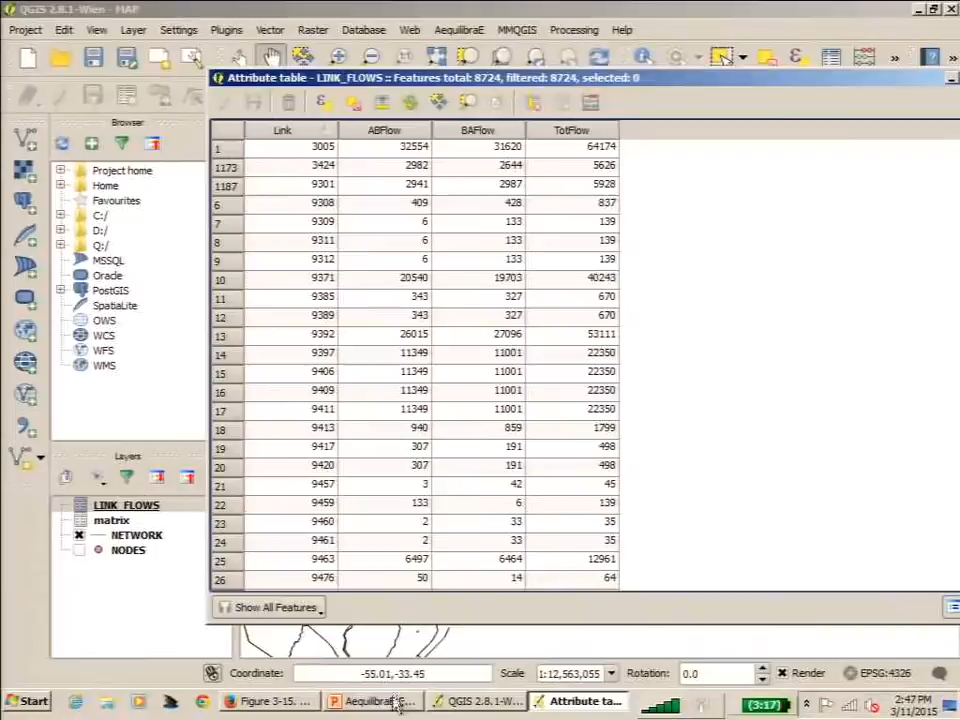 QGIS 2.8.1-Wien - MAP
Project Edit View Layer Settings Plugins Vector Raster Database Web AequilibraE MMQGIS Processing Help
Attribute table - LINK_FLOWS :: Features total: 8724, filtered: 8724, selected: 0
Browser
Project home
Home
Favourites
C:/
D:/
Q:/
MSSQL
Oracle
PostGIS
SpatiaLite
OWS
WCS
WFS
WMS
Layers
LINK_FLOWS
matrix
NETWORK
NODES
Link ABFlow BAFlow TotFlow
1 3005 32554 31620 64174
1173 3424 2982 2644 5626
1187 9301 2941 2987 5928
6 9308 409 428 837
7 9309 6 133 139
8 9311 6 133 139
9 9312 6 133 139
10 9371 20540 19703 40243
11 9385 343 327 670
12 9389 343 327 670
13 9392 26015 27096 53111
14 9397 11349 11001 22350
15 9406 11349 11001 22350
16 9409 11349 11001 22350
17 9411 11349 11001 22350
18 9413 940 859 1799
19 9417 307 191 498
20 9420 307 191 498
21 9457 3 42 45
22 9459 133 6 139
23 9460 2 33 35
24 9461 2 33 35
25 9463 6497 6464 12961
26 9476 50 14 64
Show All Features
Coordinate: -55.01,-33.45 Scale 1:12,563,055 Rotation: 0.0 Render EPSG:4326
Start Figure 3-15. ... QGIS 2.8.1-W... Attribute ta... (3:17) 2:47 PM
3/11/2015